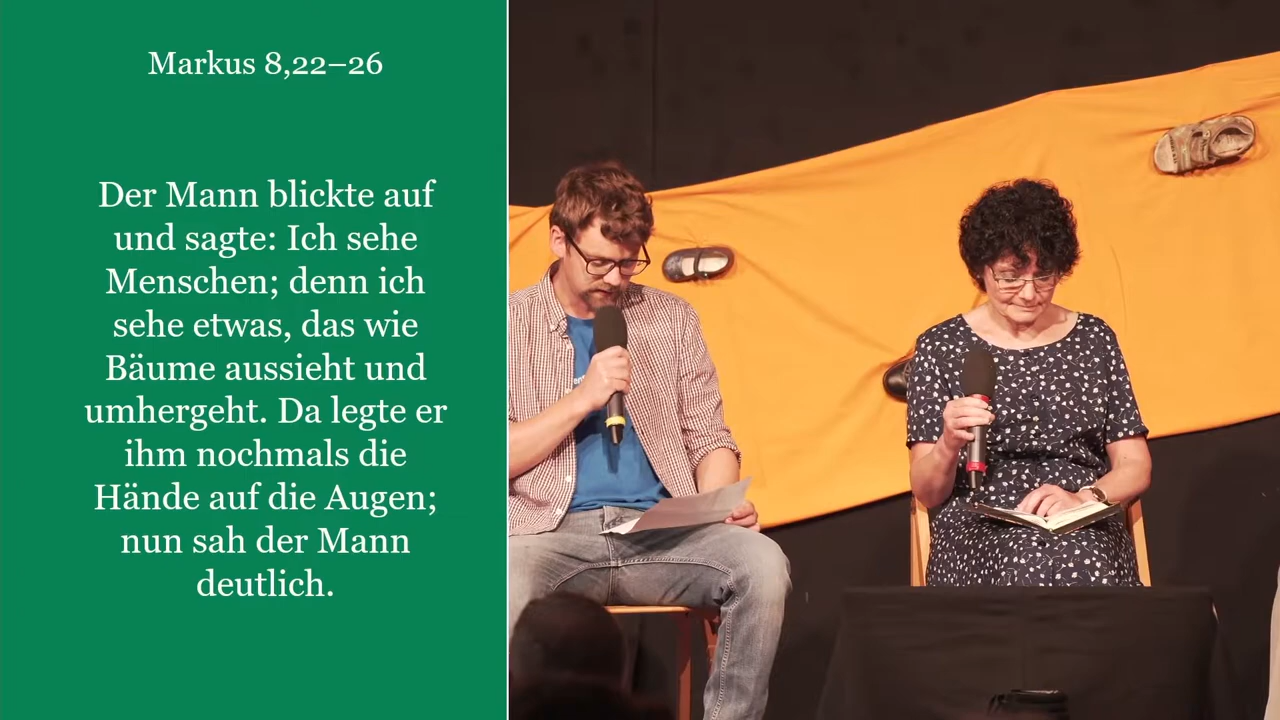 Markus 8,22–26
Der Mann blickte auf
und sagte: Ich sehe
Menschen; denn ich
sehe etwas, das wie
Bäume aussieht und
umhergeht. Da legte er
ihm nochmals die
Hände auf die Augen;
nun sah der Mann
deutlich.